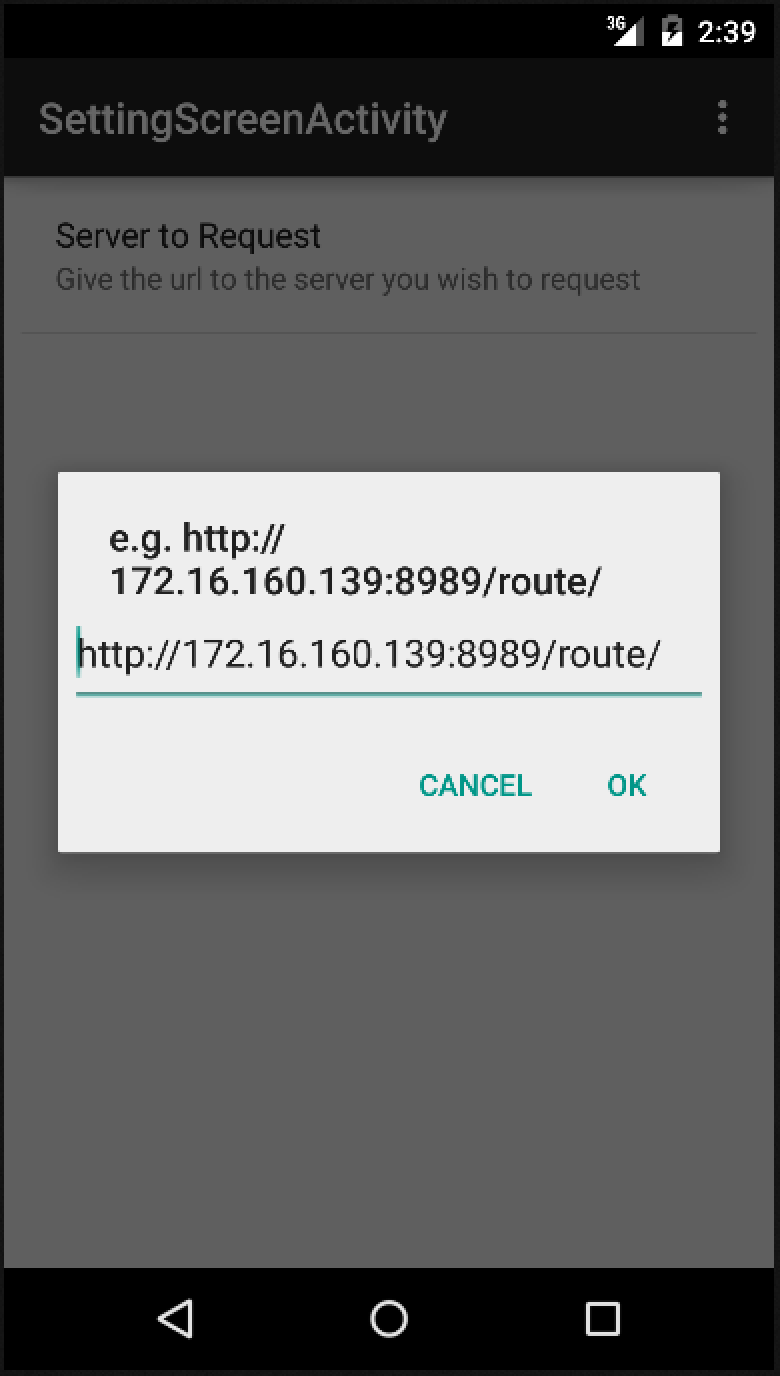 3G 2:39
SettingScreenActivity
Server to Request
Give the url to the server you wish to request
e.g. http://
172.16.160.139:8989/route/
http://172.16.160.139:8989/route/
CANCEL OK